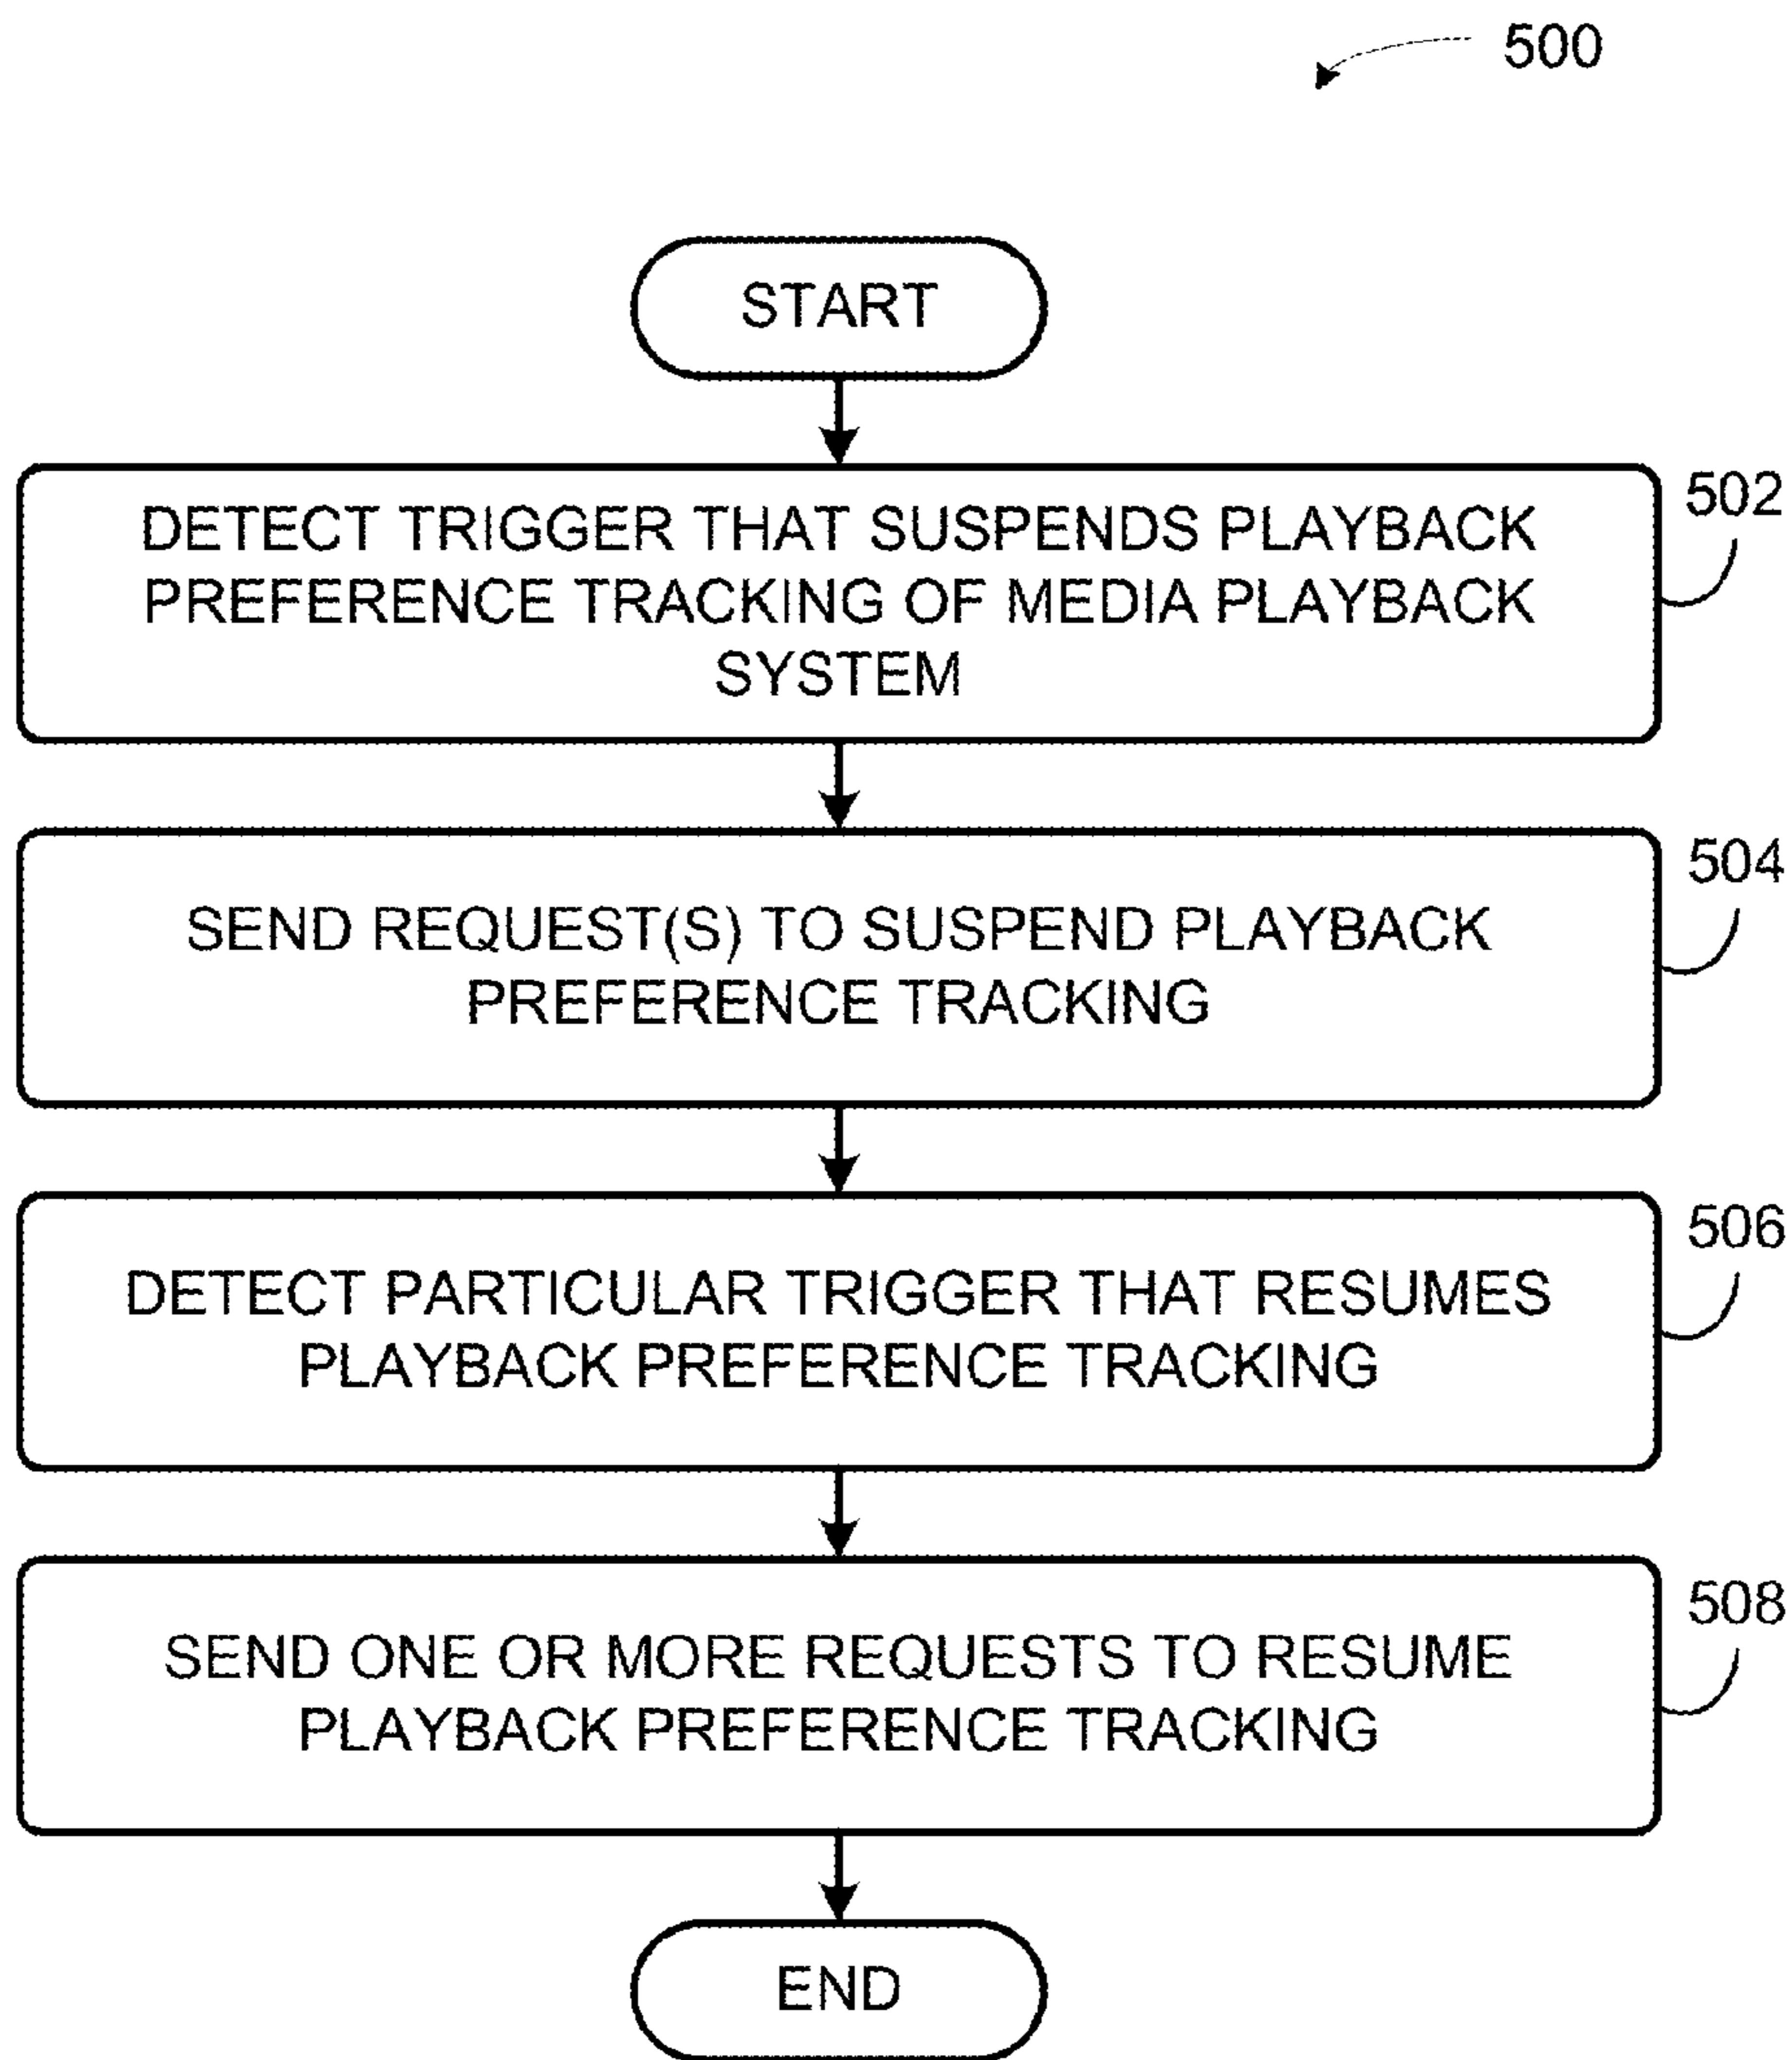 500
START
DETECT TRIGGER THAT SUSPENDS PLAYBACK
PREFERENCE TRACKING OF MEDIA PLAYBACK
SYSTEM
502
SEND REQUEST(S) TO SUSPEND PLAYBACK
PREFERENCE TRACKING
504
DETECT PARTICULAR TRIGGER THAT RESUMES
PLAYBACK PREFERENCE TRACKING
506
SEND ONE OR MORE REQUESTS TO RESUME
PLAYBACK PREFERENCE TRACKING
508
END